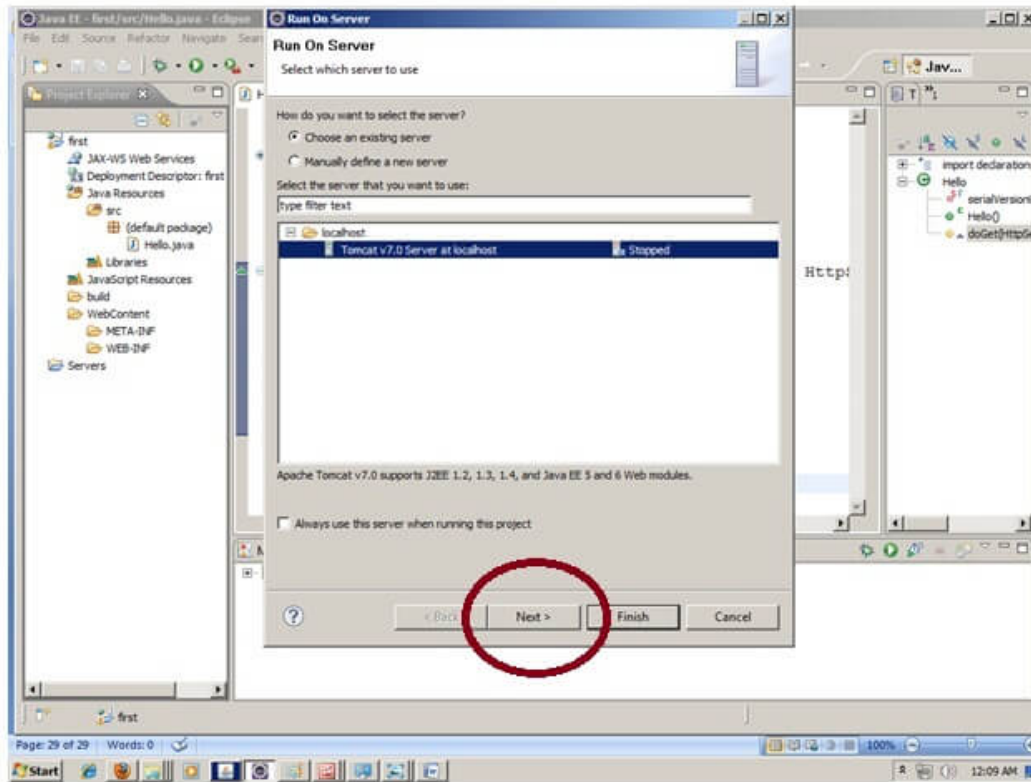 Java EE - first/src/Hello.java - Eclipse
File Edit Source Refactor Navigate
Run On Server
Run On Server
Select which server to use
How do you want to select the server?
Choose an existing server
Manually define a new server
Select the server that you want to use:
type filter text
localhost
Tomcat v7.0 Server at localhost Stopped
Apache Tomcat v7.0 supports J2EE 1.2, 1.3, 1.4, and Java EE 5 and 6 Web modules.
Always use this server when running this project
< Back Next > Finish Cancel
Project Explorer
first
JAX-WS Web Services
Deployment Descriptor: first
Java Resources
src
(default package)
Hello.java
Libraries
JavaScript Resources
build
WebContent
META-INF
WEB-INF
Servers
Jav...
import declaration
Hello
serialVersion
Hello()
doGet(HttpSe
first
Page: 29 of 29 Words: 0 100%
Start 12:09 AM